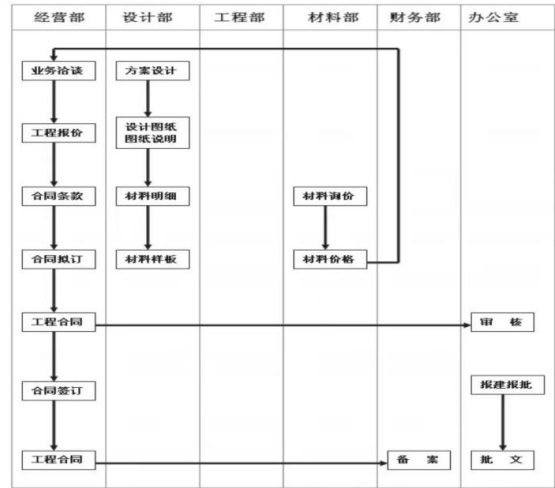 经营部 设计部 工程部 材料部 财务部 办公室
业务洽谈 方案设计
工程报价 设计图纸
图纸说明
合同条款 材料明细 材料询价
合同拟订 材料样板 材料价格
工程合同 审 核
合同签订 报建报批
工程合同 备 案 批 文